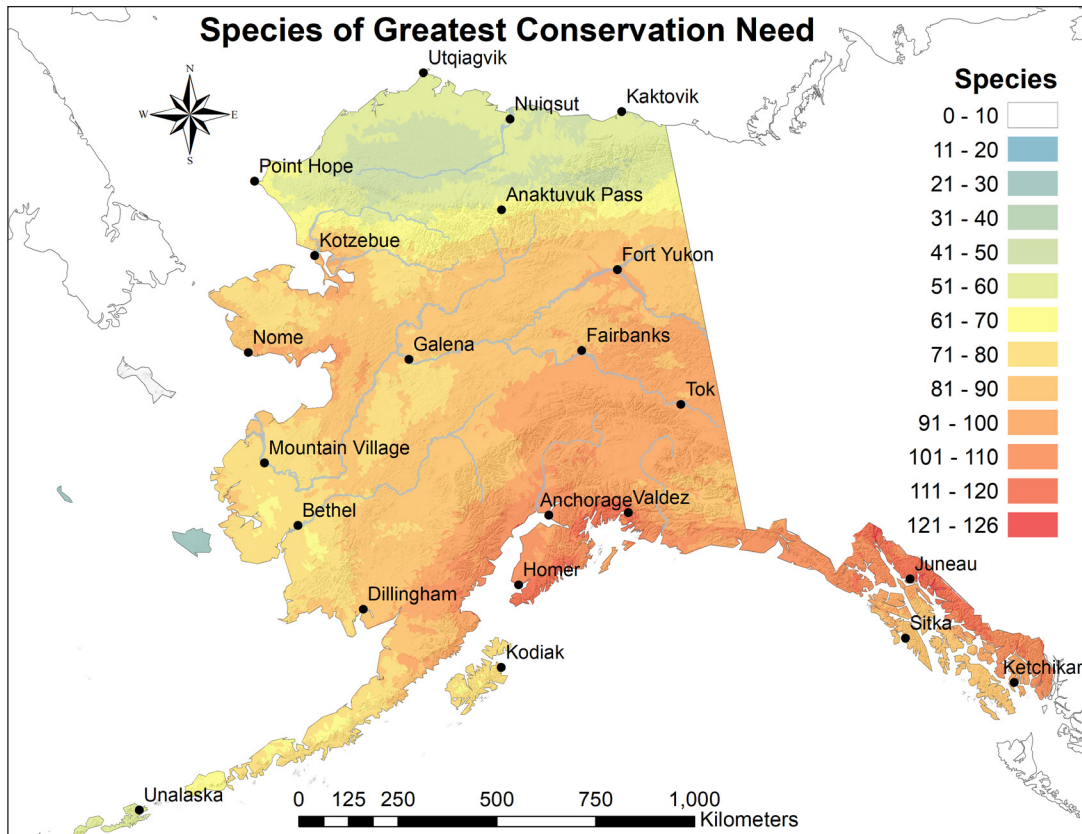 Species of Greatest Conservation Need
Utqiagvik
N
W
E
S
Nuiqsut
Kaktovik
Point Hope
Anaktuvuk Pass
Kotzebue
Fort Yukon
Nome
Galena
Fairbanks
Tok
Mountain Village
Bethel
Anchorage
Valdez
Homer
Dillingham
Juneau
Sitka
Kodiak
Ketchikan
Unalaska
Species
0 - 10
11 - 20
21 - 30
31 - 40
41 - 50
51 - 60
61 - 70
71 - 80
81 - 90
91 - 100
101 - 110
111 - 120
121 - 126
0 125 250 500 750 1,000
Kilometers